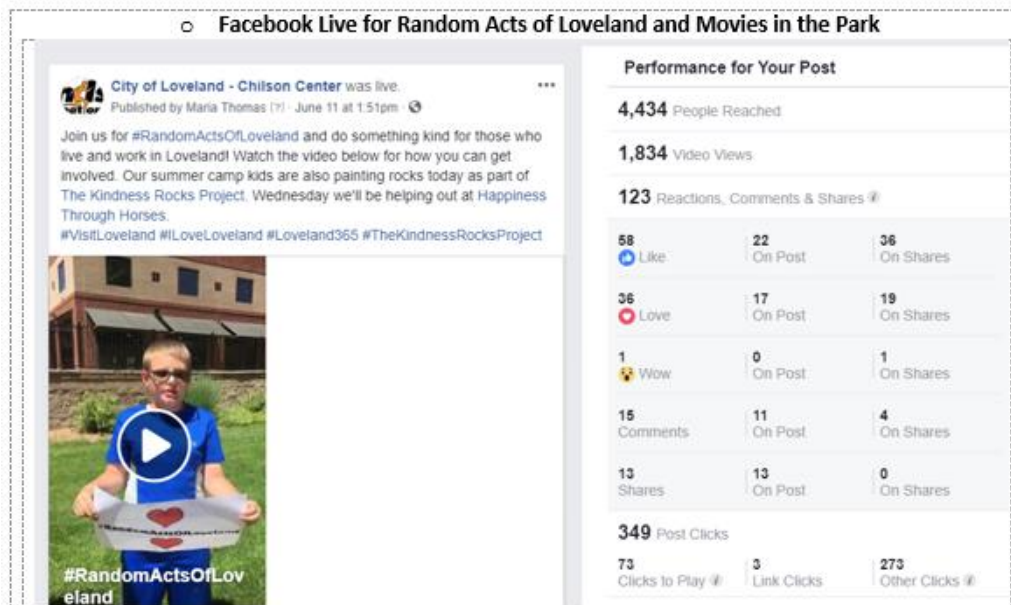 o Facebook Live for Random Acts of Loveland and Movies in the Park
City of Loveland - Chilson Center was live.
Published by Maria Thomas [?] · June 11 at 1:51pm ·
Join us for #RandomActsOfLoveland and do something kind for those who
live and work in Loveland! Watch the video below for how you can get
involved. Our summer camp kids are also painting rocks today as part of
The Kindness Rocks Project. Wednesday we'll be helping out at Happiness
Through Horses.
#VisitLoveland #ILoveLoveland #Loveland365 #TheKindnessRocksProject
#RandomActsOfLoveland
#RandomActsOfLov
eland
Performance for Your Post
4,434 People Reached
1,834 Video Views
123 Reactions, Comments & Shares
58 22 36
Like On Post On Shares
36 17 19
Love On Post On Shares
1 0 1
Wow On Post On Shares
15 11 4
Comments On Post On Shares
13 13 0
Shares On Post On Shares
349 Post Clicks
73 3 273
Clicks to Play Link Clicks Other Clicks